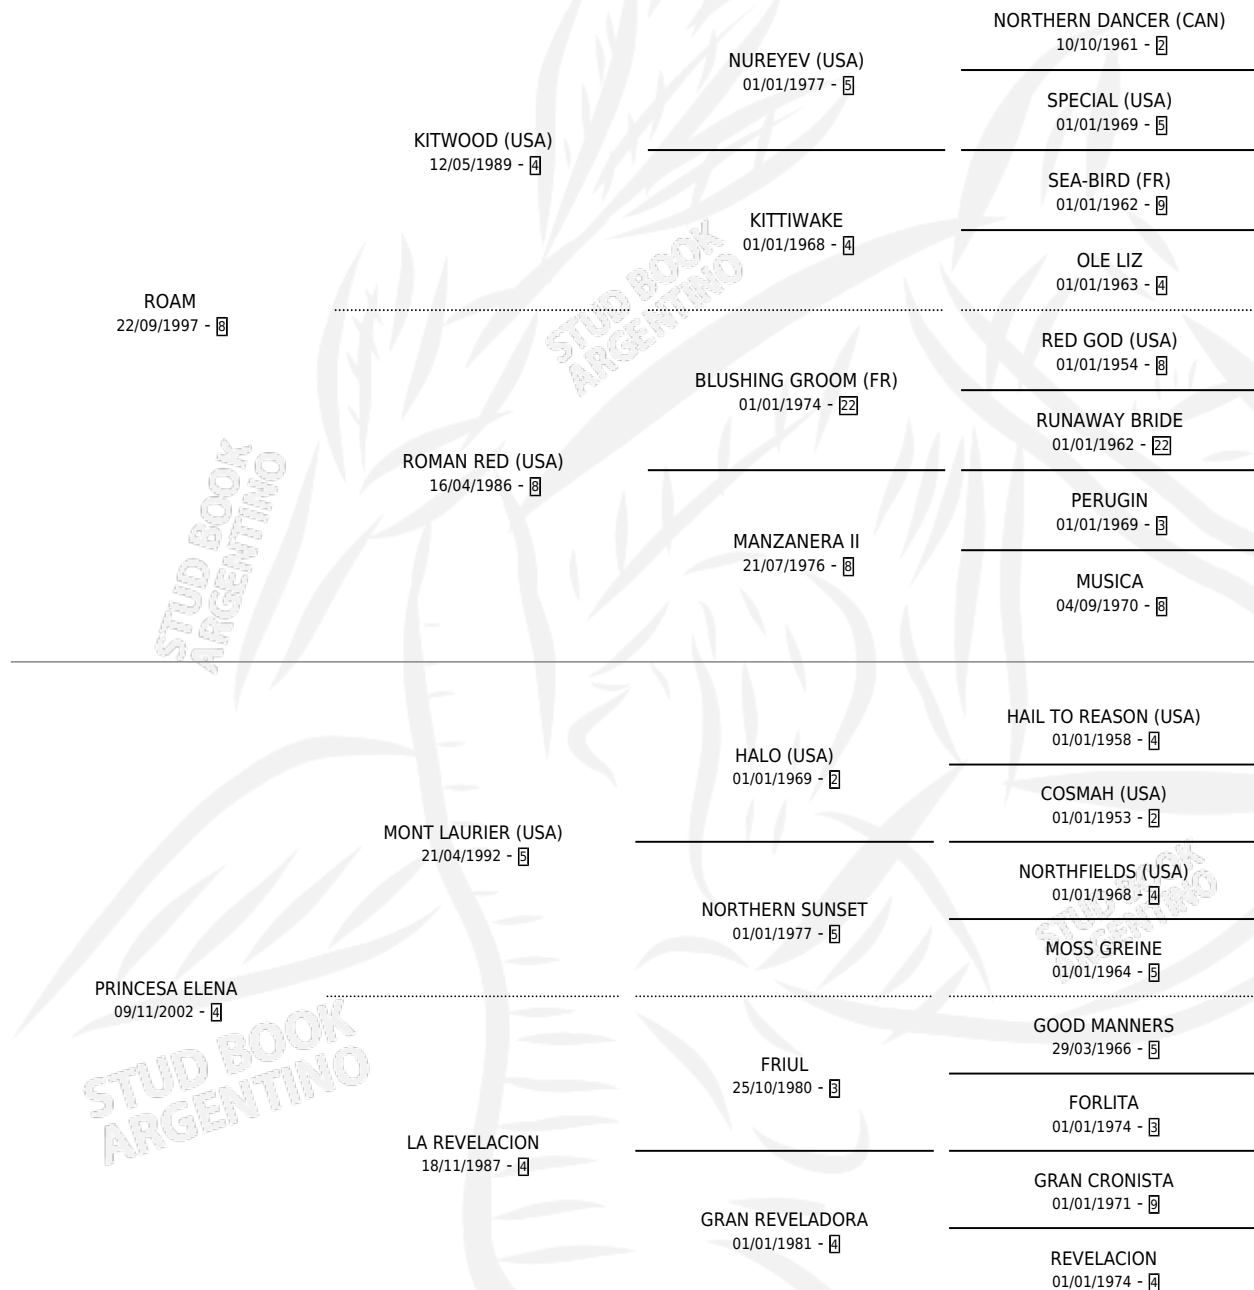 NORTHERN DANCER (CAN)
10/10/1961 - 2
NUREYEV (USA)
01/01/1977 - 5
SPECIAL (USA)
01/01/1969 - 5
KITWOOD (USA)
12/05/1989 - 4
SEA-BIRD (FR)
01/01/1962 - 9
KITTIWAKE
01/01/1968 - 4
OLE LIZ
01/01/1963 - 4
ROAM
22/09/1997 - 8
RED GOD (USA)
01/01/1954 - 8
BLUSHING GROOM (FR)
01/01/1974 - 22
RUNAWAY BRIDE
01/01/1962 - 22
ROMAN RED (USA)
16/04/1986 - 8
PERUGIN
01/01/1969 - 3
MANZANERA II
21/07/1976 - 8
MUSICA
04/09/1970 - 8
STUD BOOK
ARGENTINO
STUD BOOK
ARGENTINO
HAIL TO REASON (USA)
01/01/1958 - 4
HALO (USA)
01/01/1969 - 2
COSMAH (USA)
01/01/1953 - 2
MONT LAURIER (USA)
21/04/1992 - 5
NORTHFIELDS (USA)
01/01/1968 - 4
NORTHERN SUNSET
01/01/1977 - 5
MOSS GREINE
01/01/1964 - 5
STUD BOOK
ARGENTINO
PRINCESA ELENA
09/11/2002 - 4
GOOD MANNERS
29/03/1966 - 5
FRIUL
25/10/1980 - 3
FORLITA
01/01/1974 - 3
LA REVELACION
18/11/1987 - 4
GRAN CRONISTA
01/01/1971 - 9
GRAN REVELADORA
01/01/1981 - 4
REVELACION
01/01/1974 - 4
STUD BOOK
ARGENTINO